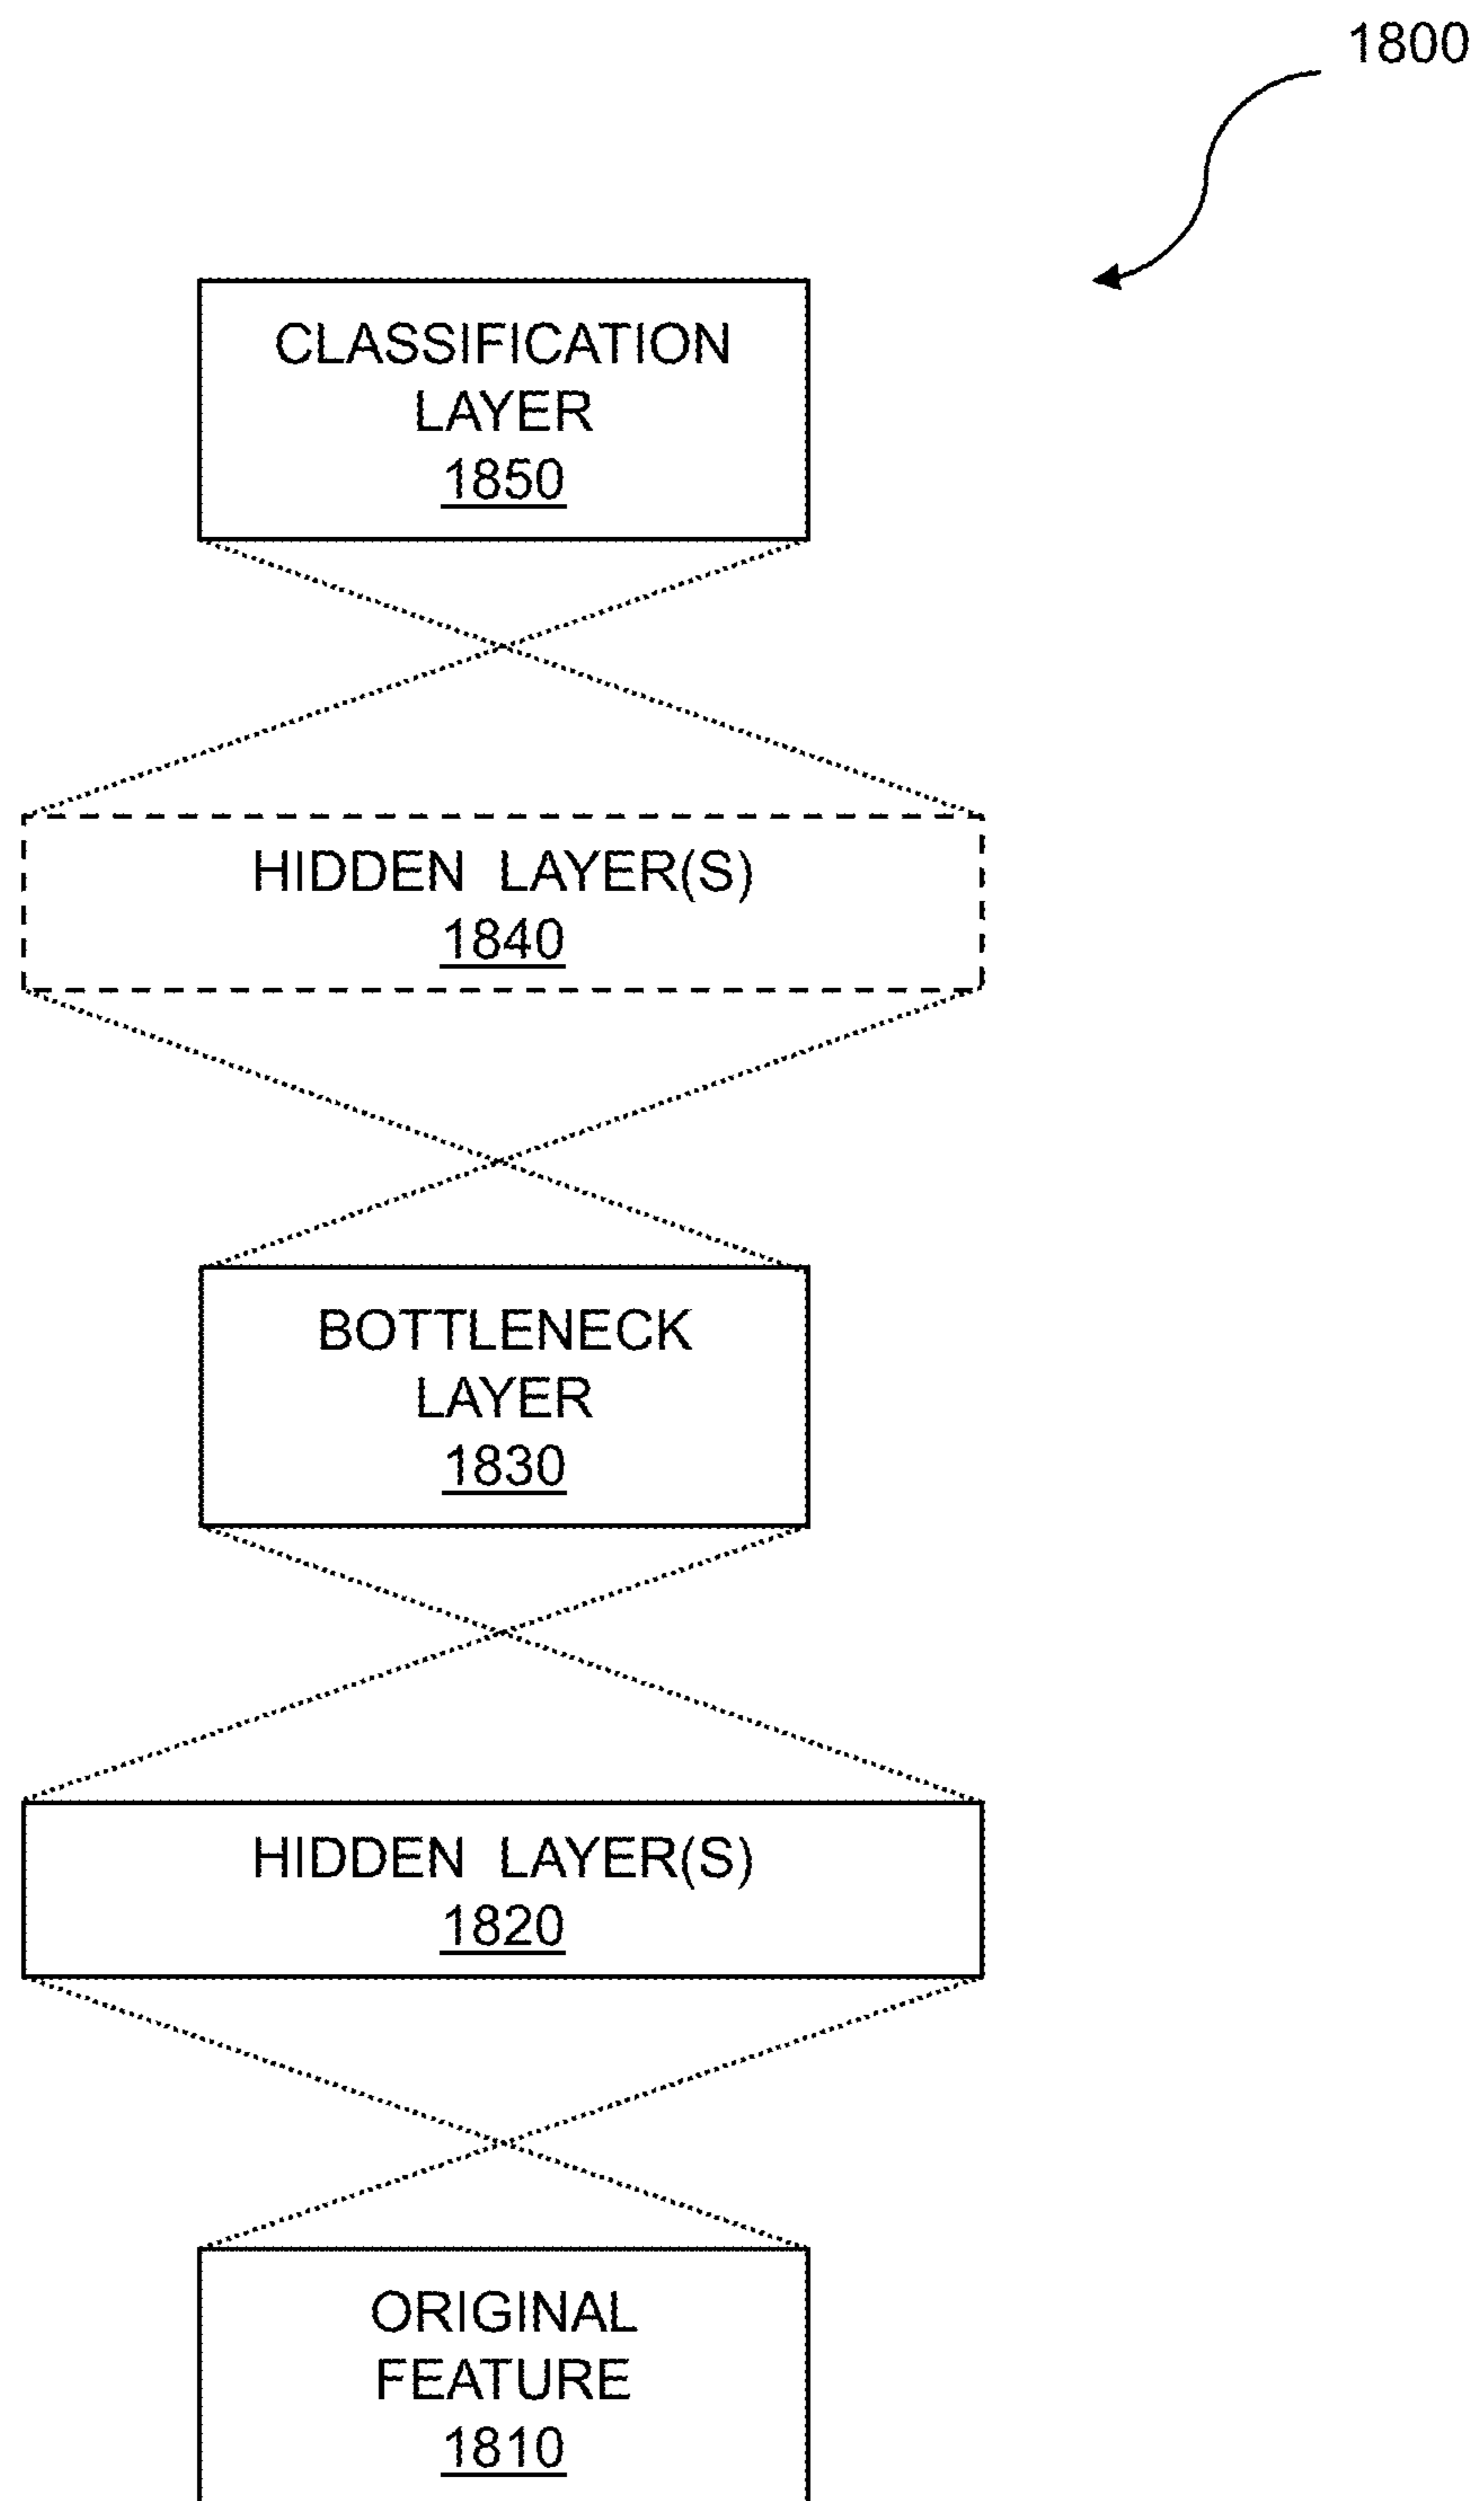 1800
CLASSIFICATION
LAYER
1850
HIDDEN LAYER(S)
1840
BOTTLENECK
LAYER
1830
HIDDEN LAYER(S)
1820
ORIGINAL
FEATURE
1810